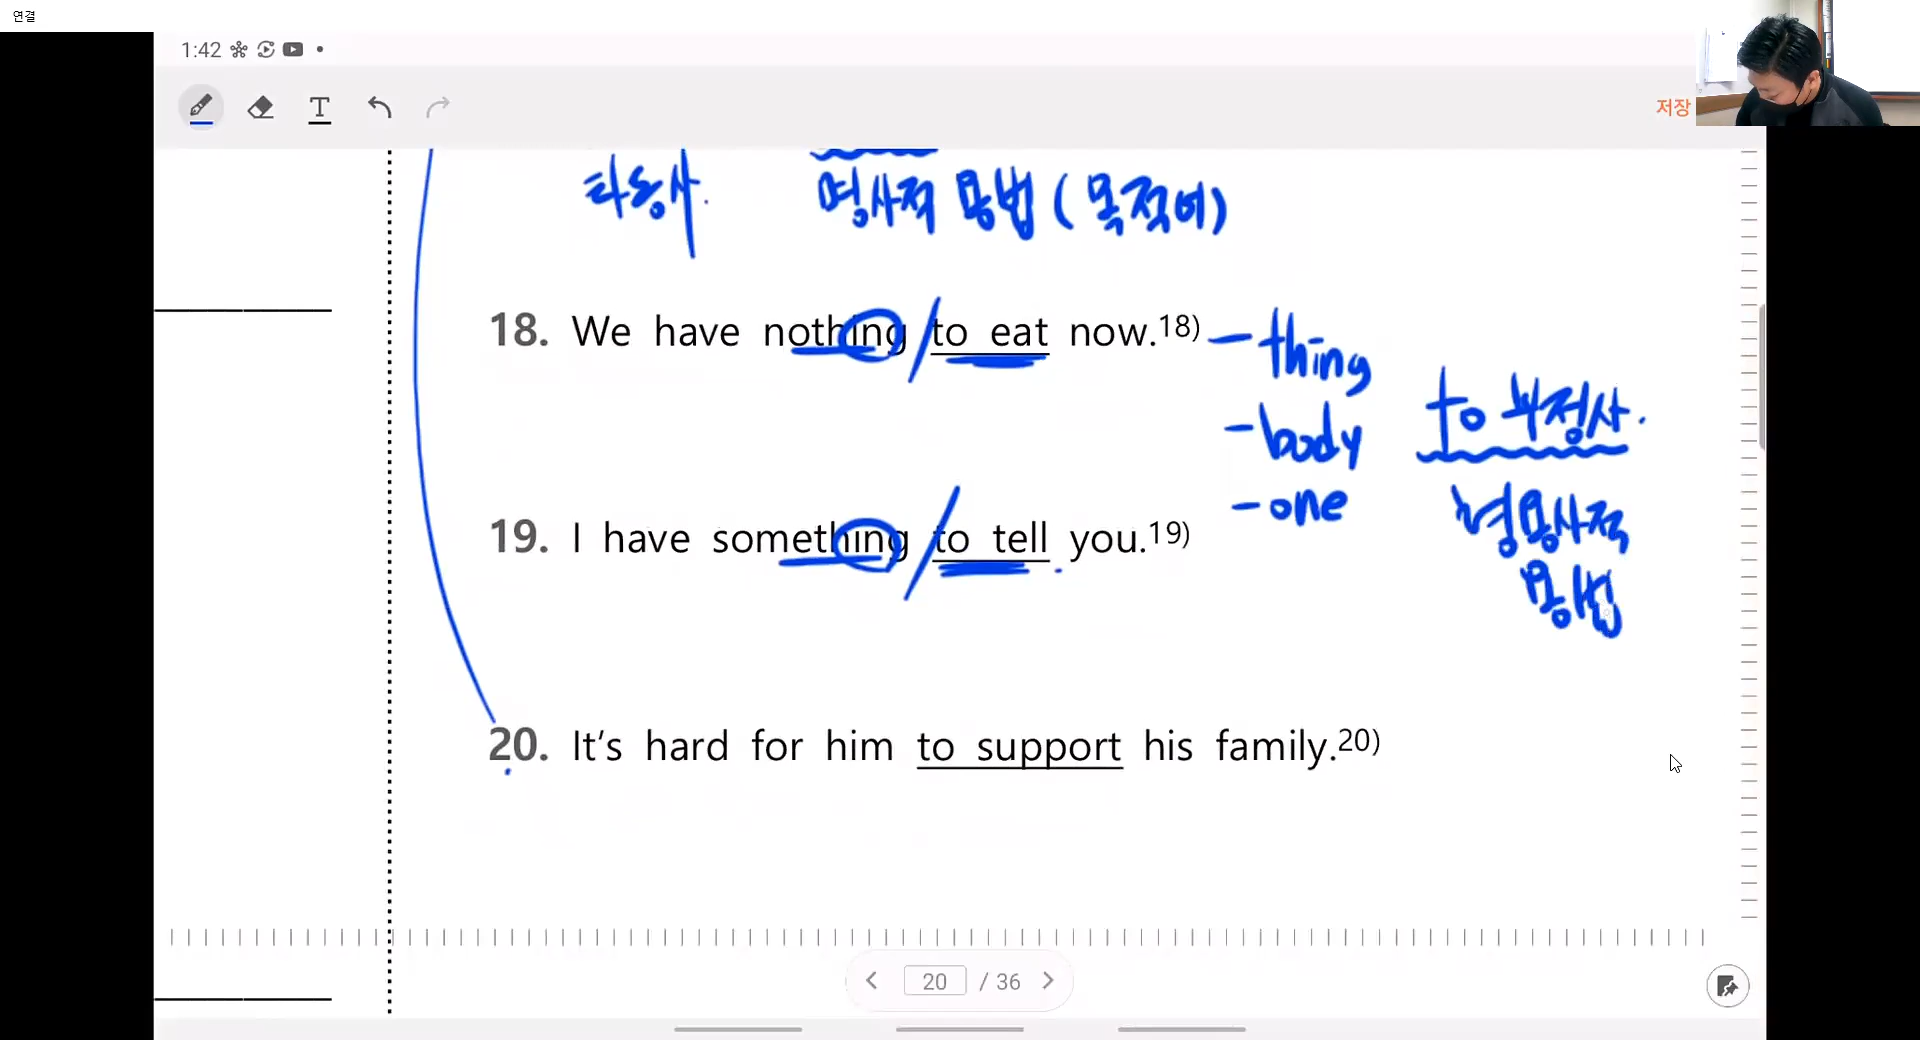 연결
1:42
T
저장
타동사.
명사적 용법 (목적어)
18. We have nothing / to eat now.18)
-thing
-body
-one
to 부정사.
형용사적
용법
19. I have something / to tell you.19)
20. It's hard for him to support his family.20)
20 / 36